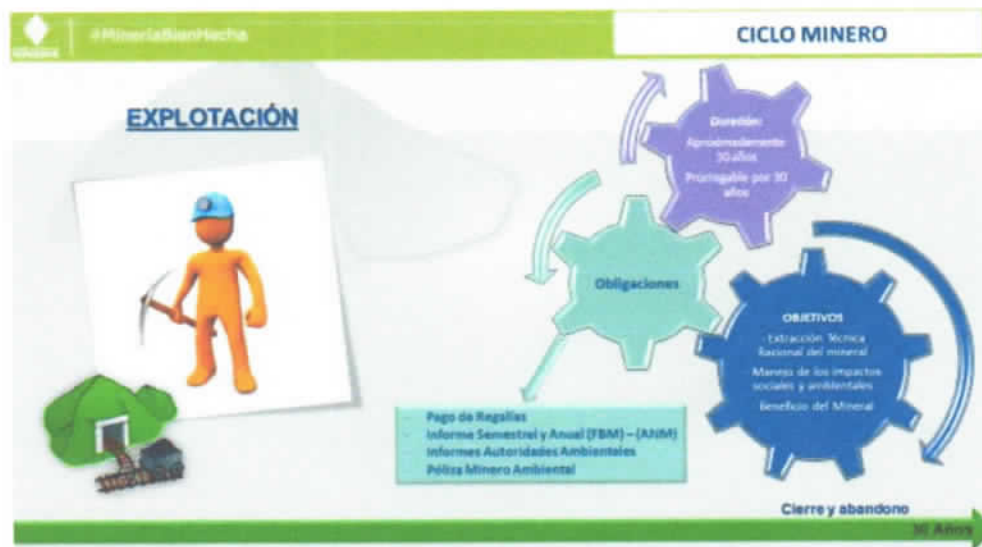 #MineríaBienHecha
CICLO MINERO
EXPLOTACIÓN
Duración:
Aproximadamente
30 años
Prorrogable por 30
años
Obligaciones
OBJETIVOS
- Extracción Técnica
Racional del mineral
- Manejo de los impactos
sociales y ambientales
- Beneficio del Mineral
- Pago de Regalías
- Informe Semestral y Anual (FBM) – (ANM)
- Informes Autoridades Ambientales
- Póliza Minero Ambiental
Cierre y abandono
30 Años